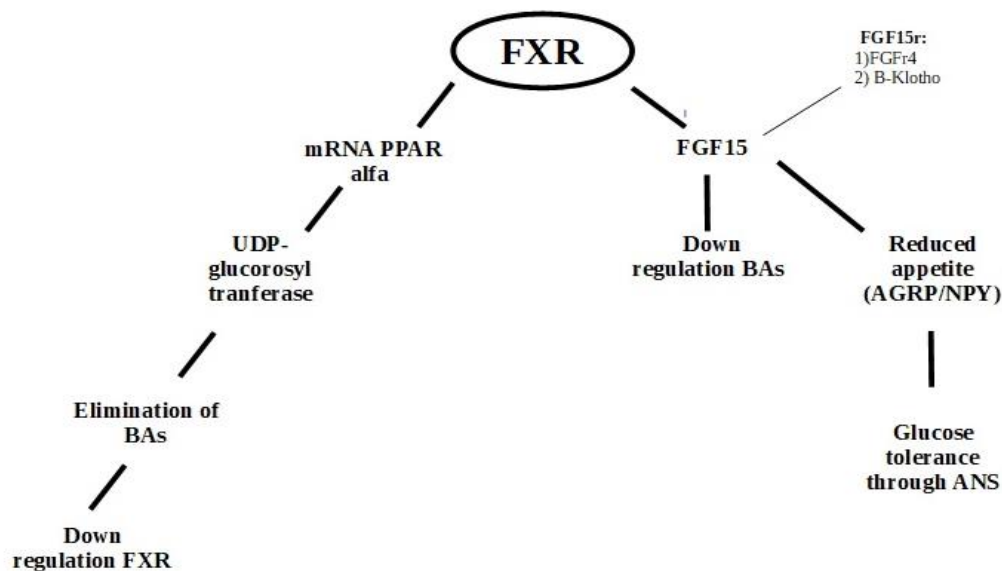 FXR
FGF15r:
1)FGFr4
2) B-Klotho
mRNA PPAR
alfa
FGF15
UDP-
glucorosyl
tranferase
Down
regulation BAs
Reduced
appetite
(AGRP/NPY)
Elimination of
BAs
Glucose
tolerance
through ANS
Down
regulation FXR